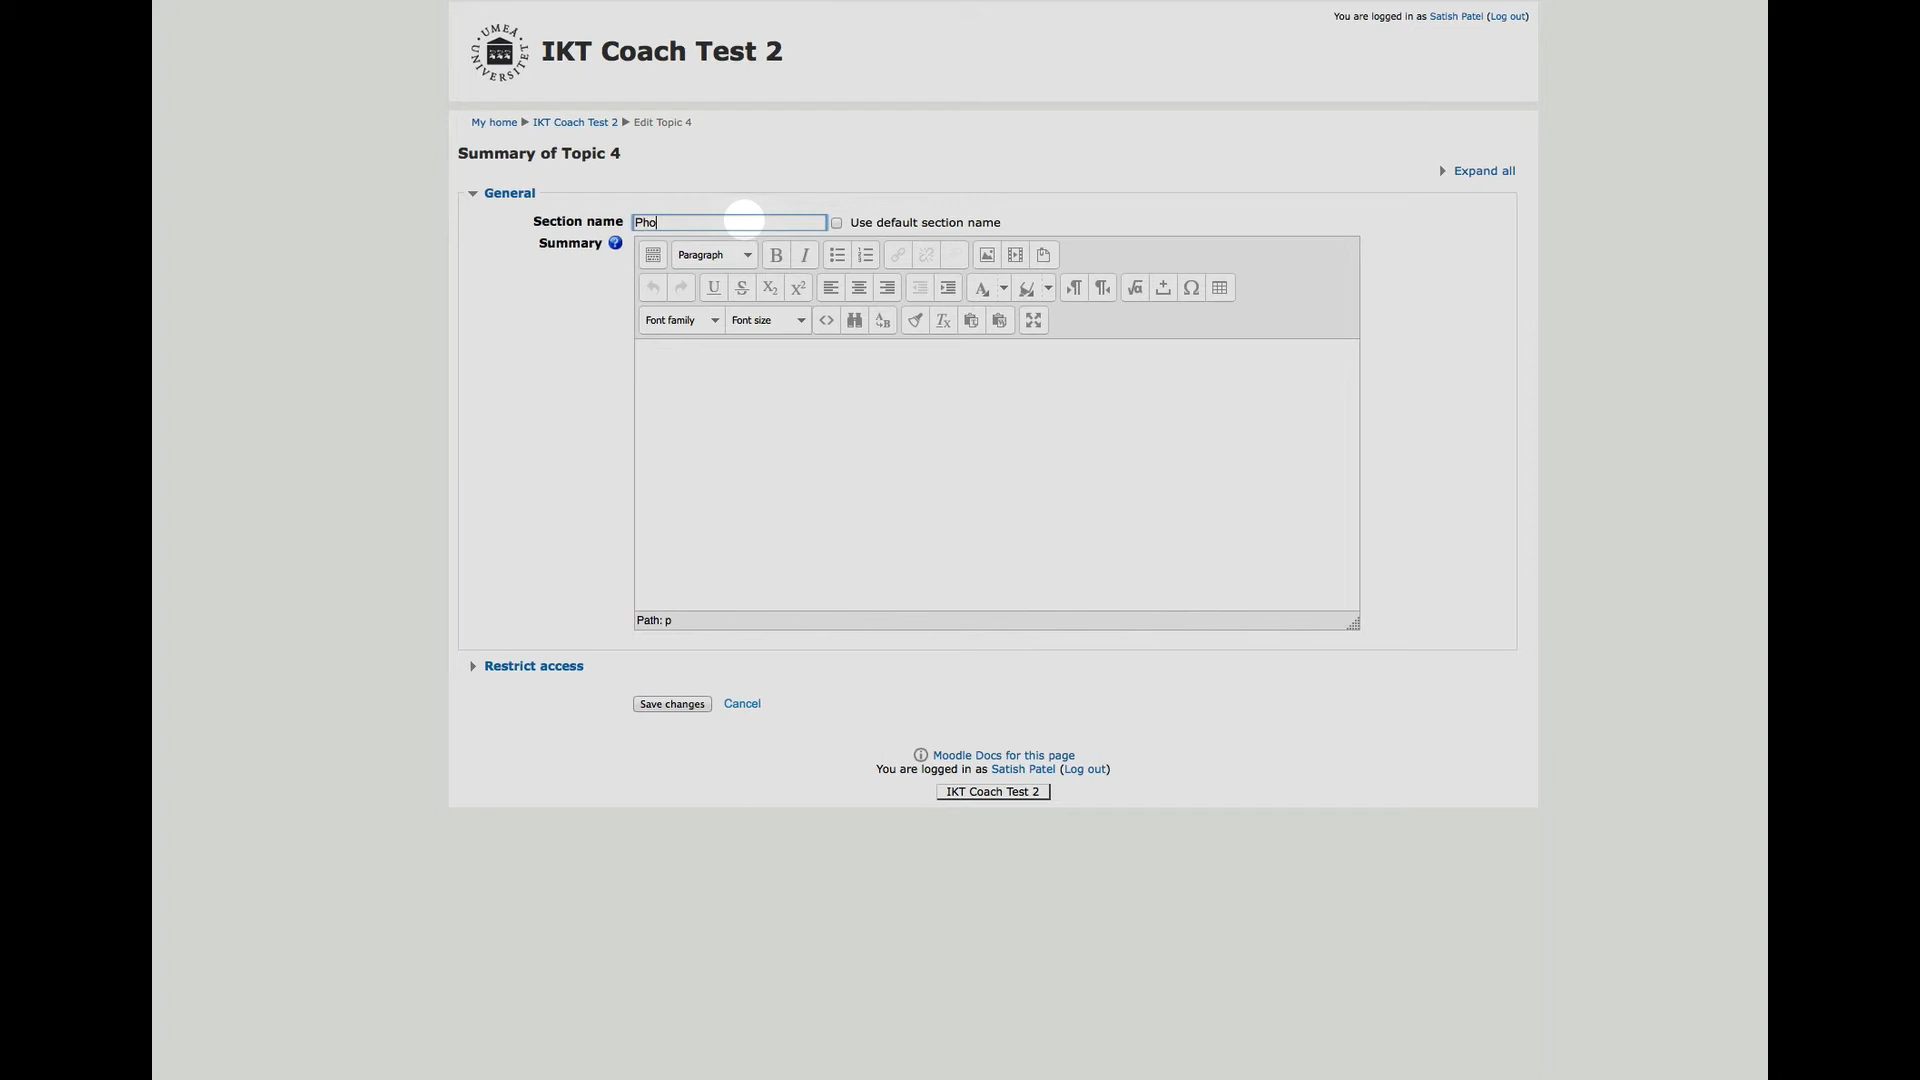 You are logged in as Satish Patel (Log out)
UMEÅ UNIVERSITET
IKT Coach Test 2
My home ▶ IKT Coach Test 2 ▶ Edit Topic 4
Summary of Topic 4
Expand all
General
Section name Pho Use default section name
Summary
Paragraph B I
U S X2 X2 A Ω
Font family Font size
Path: p
Restrict access
Save changes Cancel
Moodle Docs for this page
You are logged in as Satish Patel (Log out)
IKT Coach Test 2